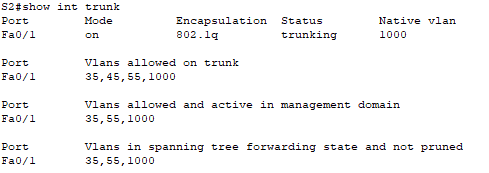 S2#show int trunk
Port Mode Encapsulation Status Native vlan
Fa0/1 on 802.1q trunking 1000
Port Vlans allowed on trunk
Fa0/1 35,45,55,1000
Port Vlans allowed and active in management domain
Fa0/1 35,55,1000
Port Vlans in spanning tree forwarding state and not pruned
Fa0/1 35,55,1000